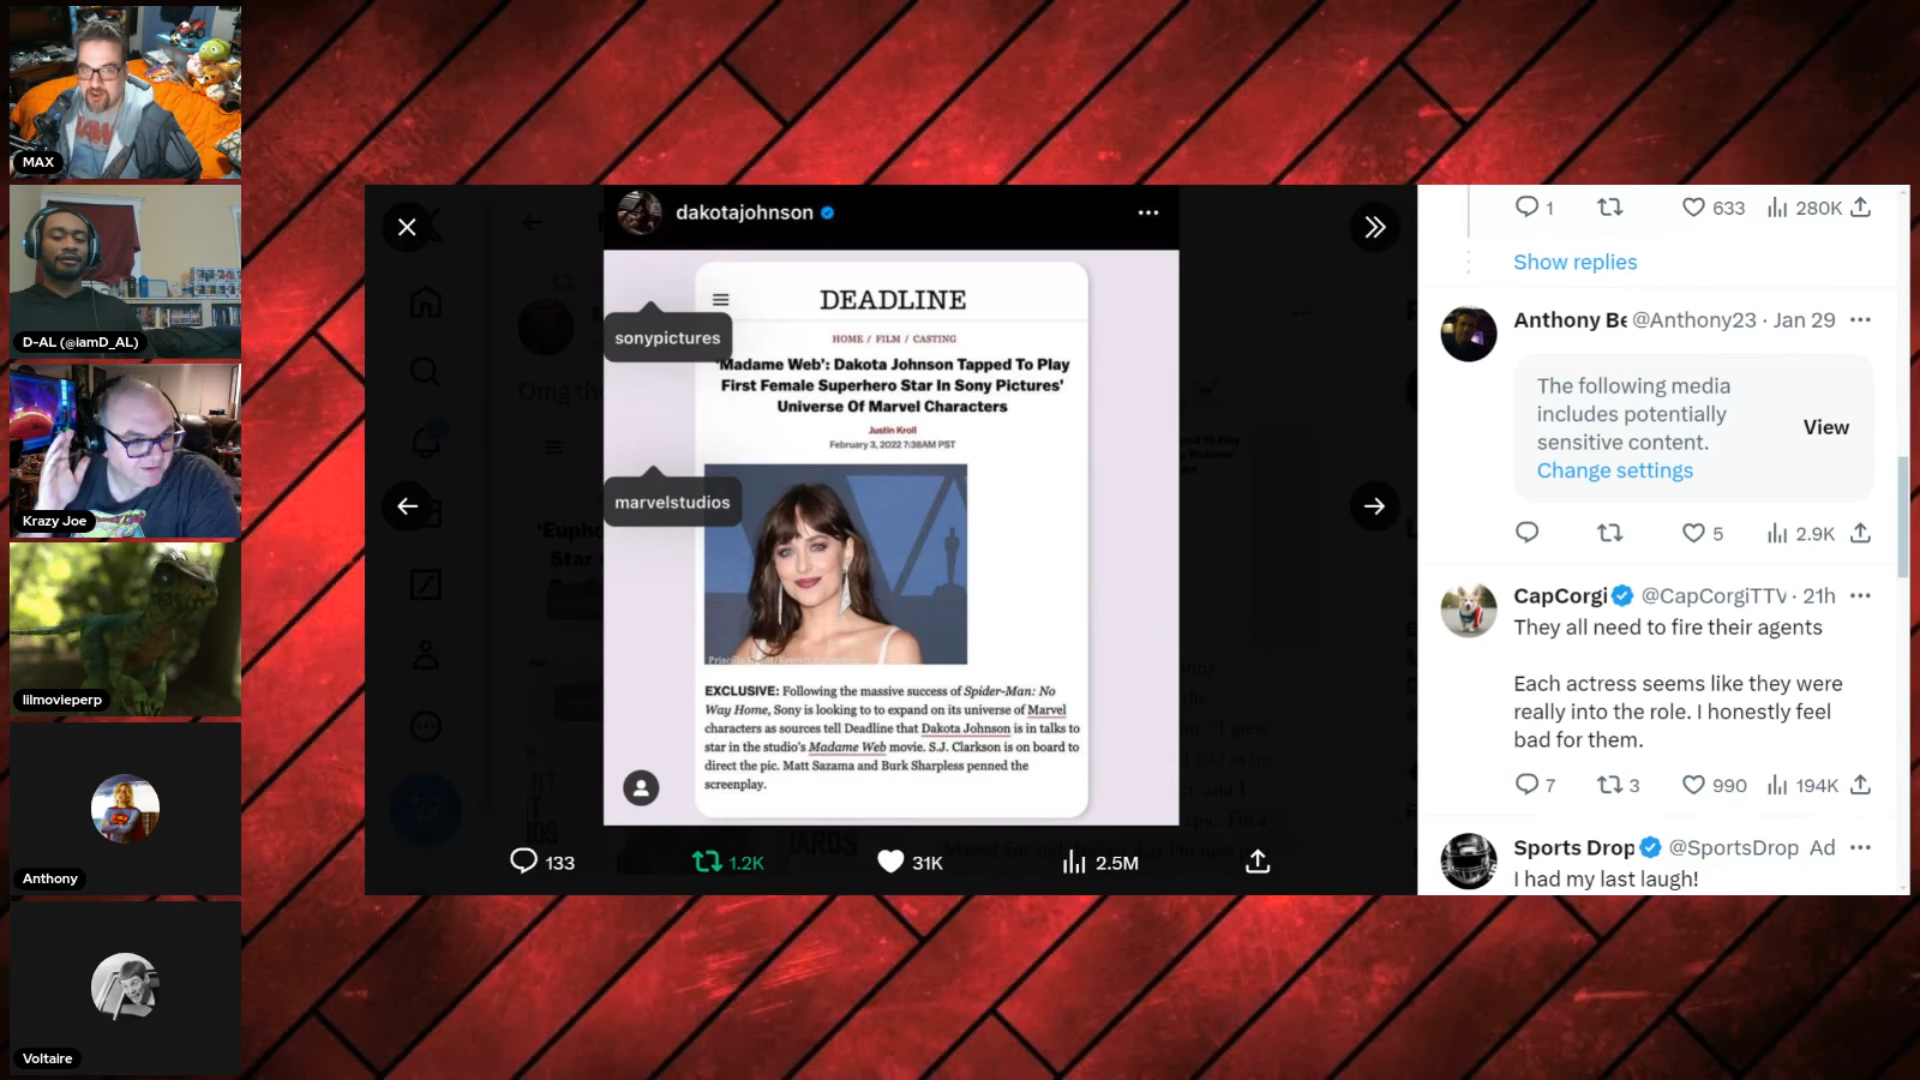 MAX
D-AL (@iamD_AL)
Krazy Joe
lilmovieperp
Anthony
Voltaire
dakotajohnson
DEADLINE
sonypictures
HOME / FILM / CASTING
'Madame Web': Dakota Johnson Tapped To Play
First Female Superhero Star In Sony Pictures'
Universe Of Marvel Characters
Justin Kroll
February 3, 2022 7:38AM PST
marvelstudios
EXCLUSIVE: Following the massive success of Spider-Man: No
Way Home, Sony is looking to to expand on its universe of Marvel
characters as sources tell Deadline that Dakota Johnson is in talks to
star in the studio's Madame Web movie. S.J. Clarkson is on board to
direct the pic. Matt Sazama and Burk Sharpless penned the
screenplay.
Omg th
'Euph
Star
133
1.2K
31K
2.5M
1
633
280K
Show replies
Anthony Be @Anthony23 · Jan 29
The following media
includes potentially
sensitive content.
Change settings
View
5
2.9K
CapCorgi @CapCorgiTTV · 21h
They all need to fire their agents
Each actress seems like they were
really into the role. I honestly feel
bad for them.
7
3
990
194K
Sports Drop @SportsDrop Ad
I had my last laugh!